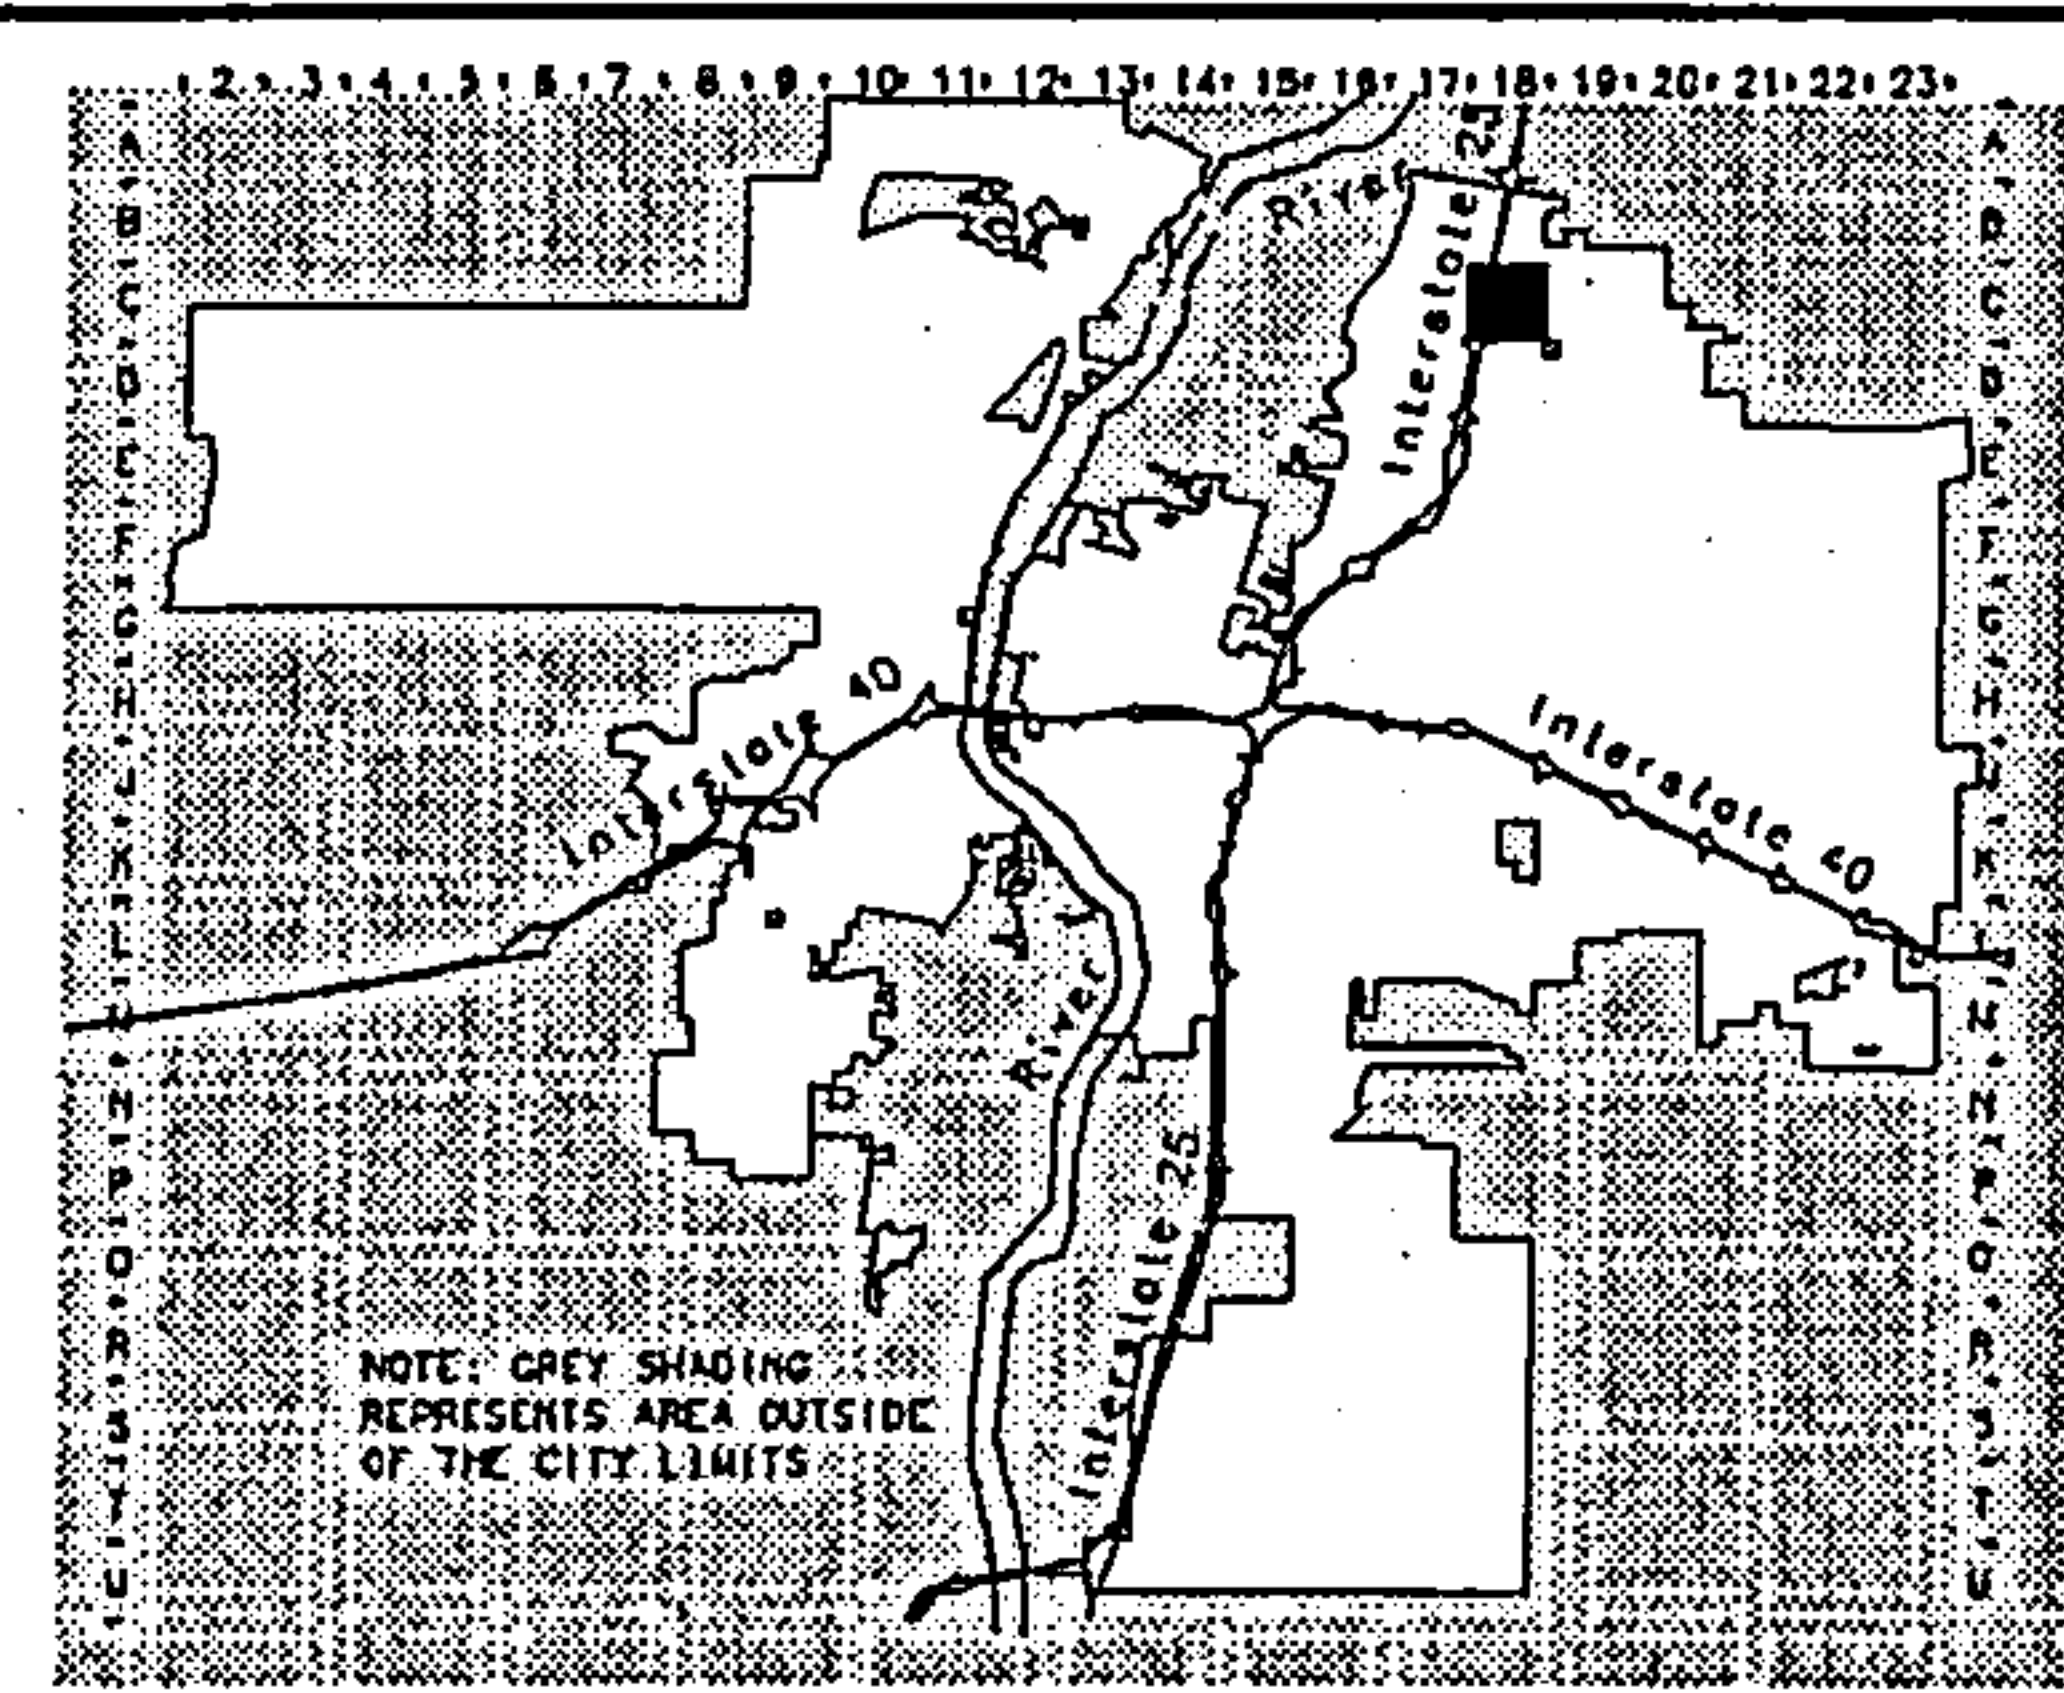 2 3 4 5 6 7 8 9 10 11 12 13 14 15 16 17 18 19 20 21 22 23
A A
B B
C C
D D
E E
F F
G G
H H
J J
K K
L L
M M
N N
P P
Q Q
R R
S S
T T
U U
River
Interstate 25
Interstate 40
Interstate 40
River
Interstate 25
NOTE: GREY SHADING
REPRESENTS AREA OUTSIDE
OF THE CITY LIMITS